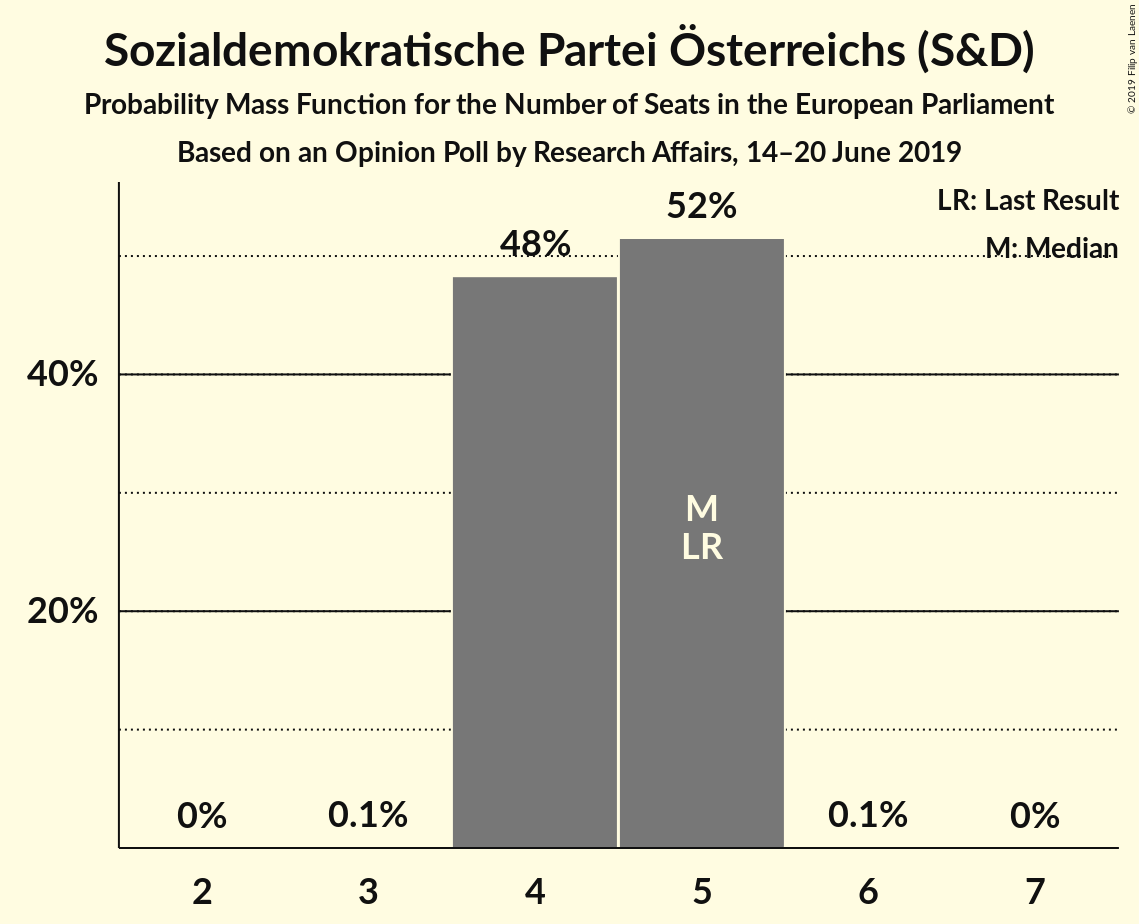 Sozialdemokratische Partei Österreichs (S&D)
Probability Mass Function for the Number of Seats in the European Parliament
Based on an Opinion Poll by Research Affairs, 14–20 June 2019
© 2019 Filip van Laenen
LR: Last Result
M: Median
52%
48%
40%
20%
M
LR
0%
0.1%
0.1%
0%
2
3
4
5
6
7